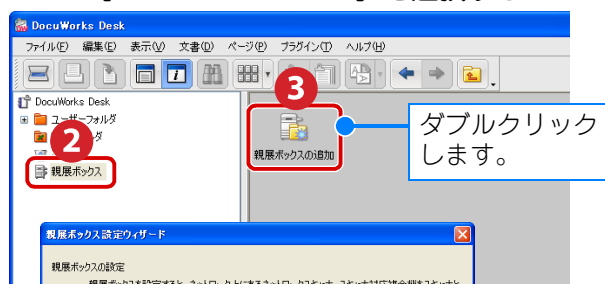 DocuWorks Desk
ファイル(F) 編集(E) 表示(V) 文書(D) ページ(P) プラグイン(I) ヘルプ(H)
DocuWorks Desk
ユーザーフォルダ
ダ
2
親展ボックス
3
親展ボックスの追加
ダブルクリック
します。
親展ボックス設定ウィザード
親展ボックスの設定